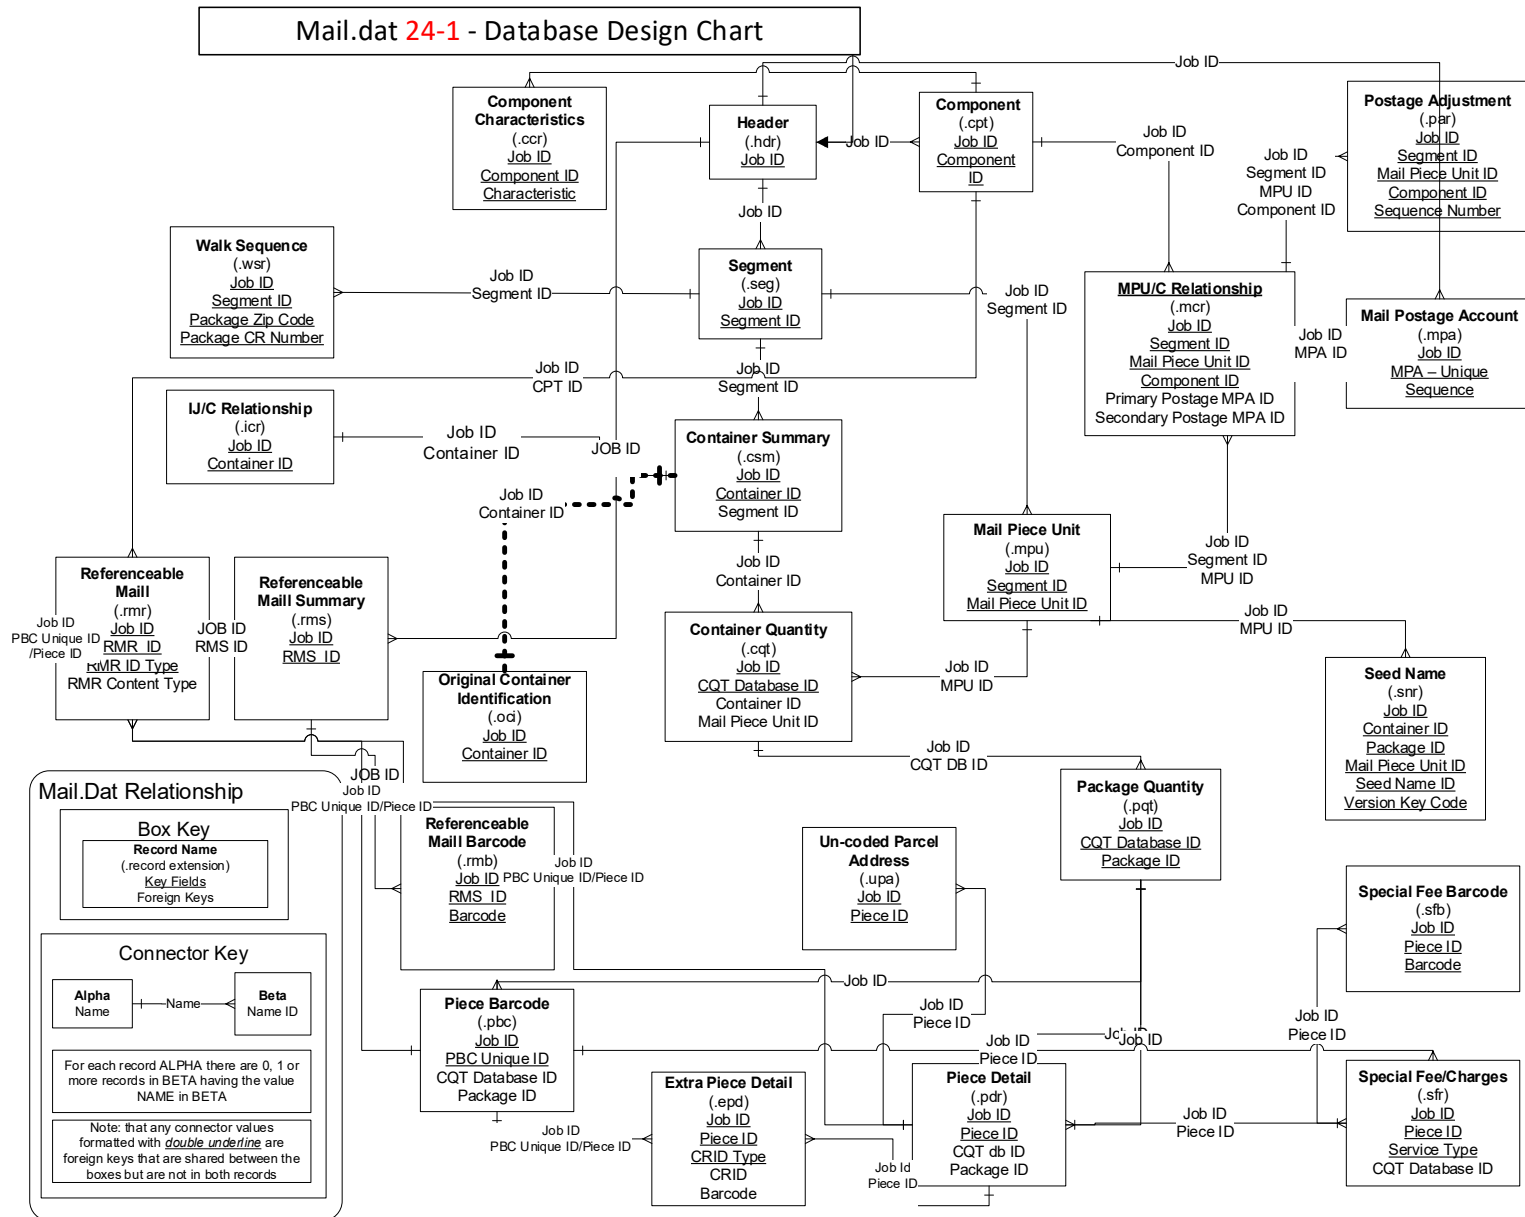 Mail.dat 24-1 - Database Design Chart
Job ID
Component
Characteristics
(.ccr)
Job ID
Component ID
Characteristic
Header
(.hdr)
Job ID
Job ID
Component
(.cpt)
Job ID
Component
ID
Job ID
Component ID
Postage Adjustment
(.par)
Job ID
Segment ID
Mail Piece Unit ID
Component ID
Sequence Number
Job ID
Segment ID
MPU ID
Component ID
Job ID
Walk Sequence
(.wsr)
Job ID
Segment ID
Package Zip Code
Package CR Number
Job ID
Segment ID
Segment
(.seg)
Job ID
Segment ID
Job ID
Segment ID
MPU/C Relationship
(.mcr)
Job ID
Segment ID
Mail Piece Unit ID
Component ID
Primary Postage MPA ID
Secondary Postage MPA ID
Job ID
MPA ID
Mail Postage Account
(.mpa)
Job ID
MPA – Unique
Sequence
Job ID
CPT ID
Job ID
Segment ID
IJ/C Relationship
(.icr)
Job ID
Container ID
Job ID
Container ID
JOB ID
Container Summary
(.csm)
Job ID
Container ID
Segment ID
Job ID
Container ID
Mail Piece Unit
(.mpu)
Job ID
Segment ID
Mail Piece Unit ID
Job ID
Segment ID
MPU ID
Job ID
Container ID
Referenceable
Maill
(.rmr)
Job ID
RMR ID
RMR ID Type
RMR Content Type
Job ID
PBC Unique ID
/Piece ID
JOB ID
RMS ID
Referenceable
Maill Summary
(.rms)
Job ID
RMS ID
Container Quantity
(.cqt)
Job ID
CQT Database ID
Container ID
Mail Piece Unit ID
Job ID
MPU ID
Job ID
MPU ID
Seed Name
(.snr)
Job ID
Container ID
Package ID
Mail Piece Unit ID
Seed Name ID
Version Key Code
Original Container
Identification
(.oci)
Job ID
Container ID
Job ID
CQT DB ID
JOB ID
Job ID
PBC Unique ID/Piece ID
Package Quantity
(.pqt)
Job ID
CQT Database ID
Package ID
Mail.Dat Relationship
Box Key
Record Name
(.record extension)
Key Fields
Foreign Keys
Connector Key
Alpha
Name
Name
Beta
Name ID
For each record ALPHA there are 0, 1 or
more records in BETA having the value
NAME in BETA
Note: that any connector values
formatted with double underline are
foreign keys that are shared between the
boxes but are not in both records
Referenceable
Maill Barcode
(.rmb)
Job ID
RMS ID
Barcode
Job ID
PBC Unique ID/Piece ID
Un-coded Parcel
Address
(.upa)
Job ID
Piece ID
Special Fee Barcode
(.sfb)
Job ID
Piece ID
Barcode
Job ID
Piece Barcode
(.pbc)
Job ID
PBC Unique ID
CQT Database ID
Package ID
Job ID
Piece ID
Job ID
Piece ID
Job ID
Job ID
Piece ID
Job ID
PBC Unique ID/Piece ID
Extra Piece Detail
(.epd)
Job ID
Piece ID
CRID Type
CRID
Barcode
Job Id
Piece ID
Piece Detail
(.pdr)
Job ID
Piece ID
CQT db ID
Package ID
Job ID
Piece ID
Special Fee/Charges
(.sfr)
Job ID
Piece ID
Service Type
CQT Database ID